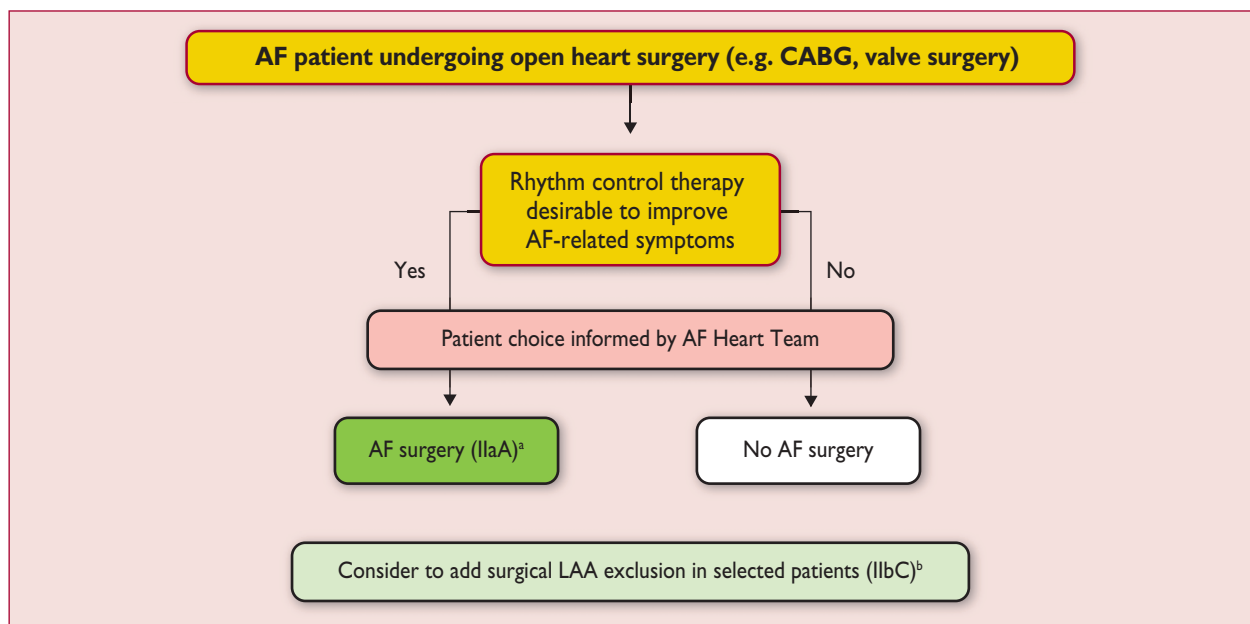 AF patient undergoing open heart surgery (e.g. CABG, valve surgery)
Rhythm control therapy
desirable to improve
AF-related symptoms
Yes
No
Patient choice informed by AF Heart Team
AF surgery (IIaA)ᵃ
No AF surgery
Consider to add surgical LAA exclusion in selected patients (IIbC)ᵇ